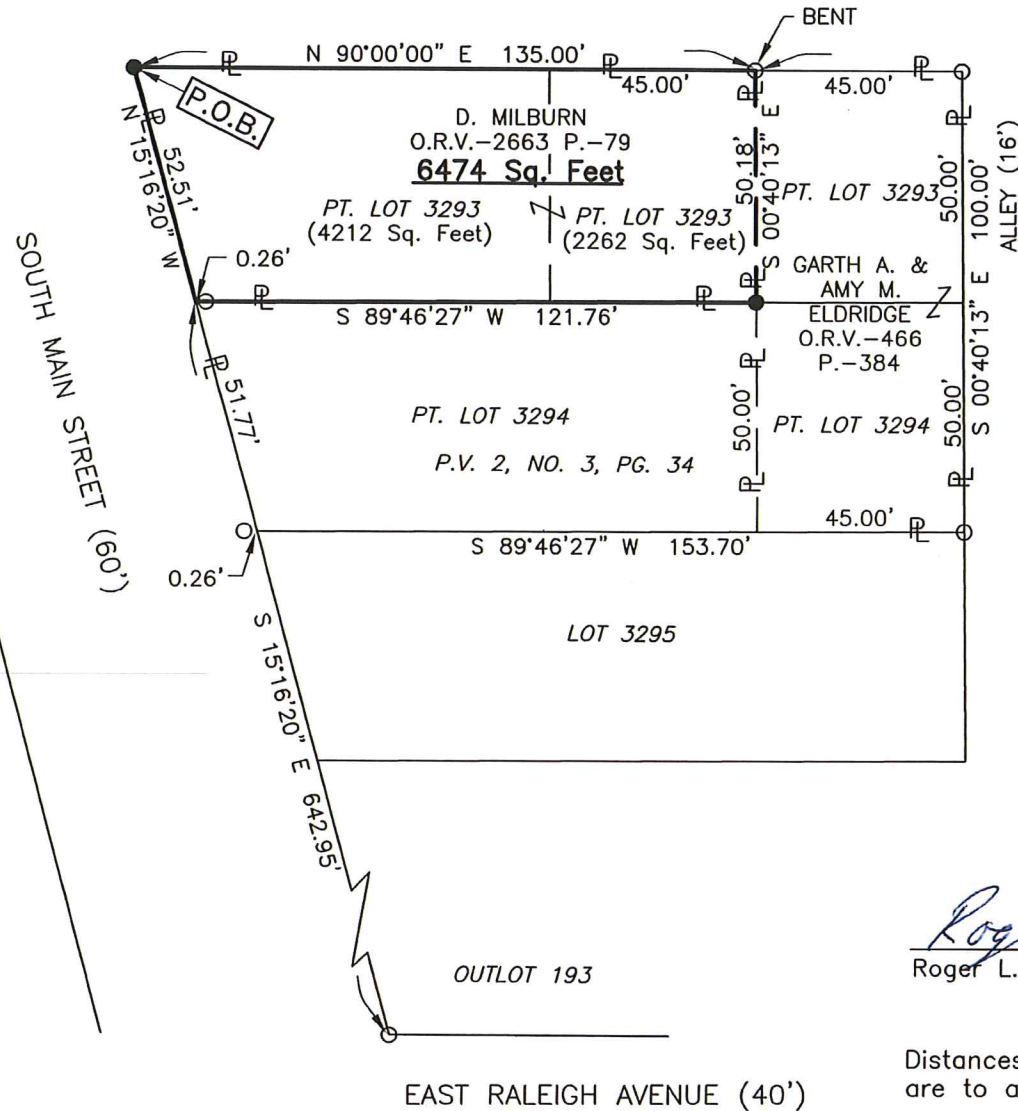 BENT
N 90°00'00" E 135.00'
45.00'
45.00'
P.O.B.
D. MILBURN
O.R.V.-2663 P.-79
6474 Sq. Feet
N 15°16'20" W 52.51'
PT. LOT 3293
(4212 Sq. Feet)
PT. LOT 3293
(2262 Sq. Feet)
S 00°40'13" E
50.18'
PT. LOT 3293
50.00'
S 00°40'13" E 100.00'
ALLEY (16')
0.26'
S 89°46'27" W 121.76'
GARTH A. &
AMY M.
ELDRIDGE
O.R.V.-466
P.-384
SOUTH MAIN STREET (60')
51.77'
PT. LOT 3294
P.V. 2, NO. 3, PG. 34
50.00'
PT. LOT 3294
50.00'
45.00'
S 89°46'27" W 153.70'
0.26'
S 15°16'20" E 642.95'
LOT 3295
OUTLOT 193
Rog
Roger L.
Distances
are to a
EAST RALEIGH AVENUE (40')